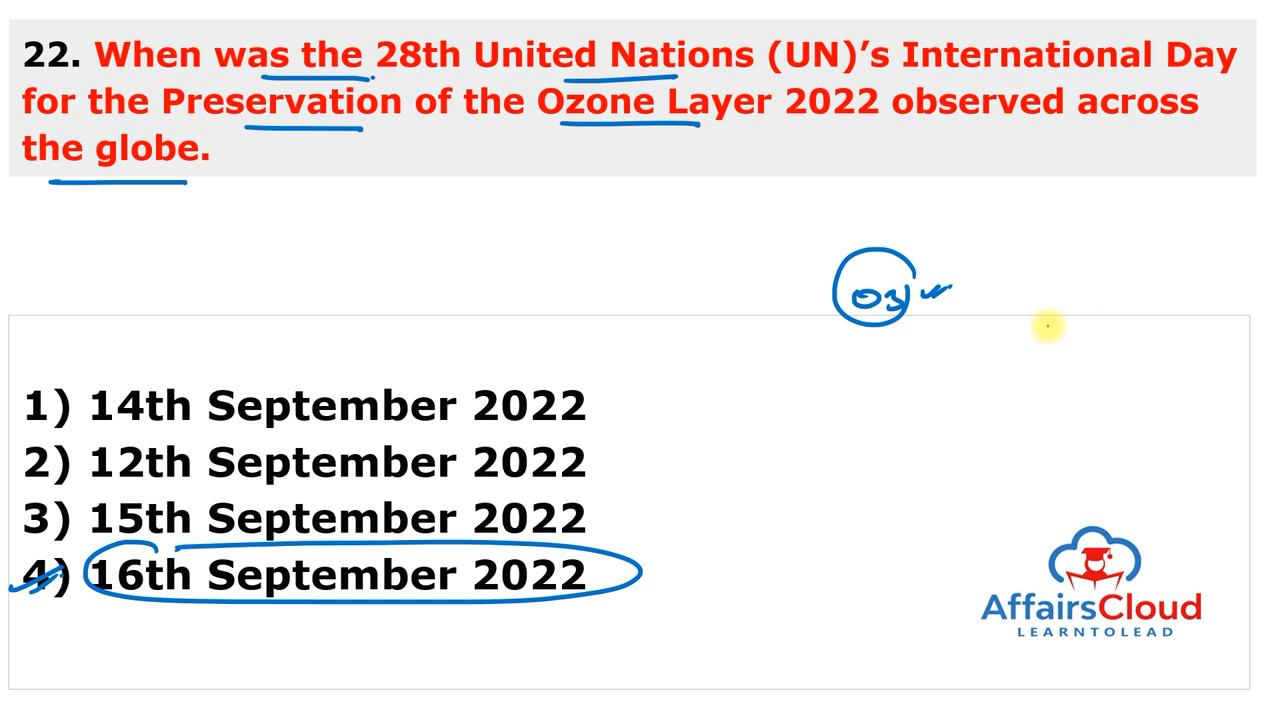 22. When was the 28th United Nations (UN)’s International Day
for the Preservation of the Ozone Layer 2022 observed across
the globe.
O3
1) 14th September 2022
2) 12th September 2022
3) 15th September 2022
4) 16th September 2022
AffairsCloud
LEARNTOLEAD